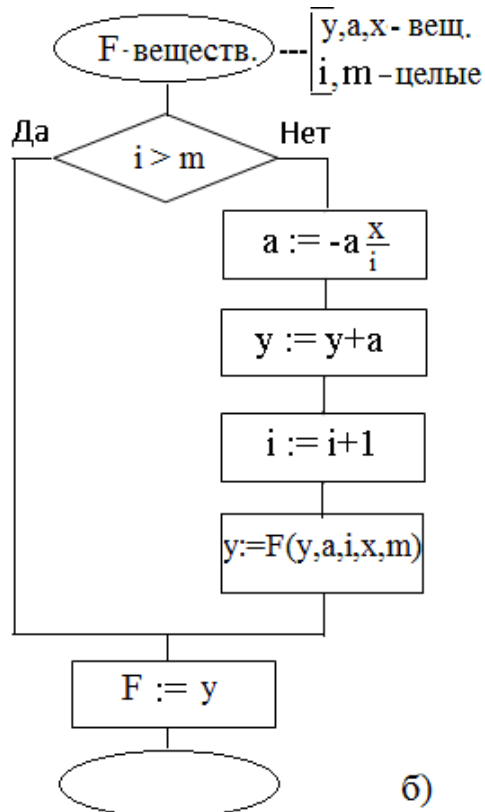 F-веществ.
y,a,x - вещ.
i,m - целые
Да
Нет
i > m
a := -a x/i
y := y+a
i := i+1
y:=F(y,a,i,x,m)
F := y
б)